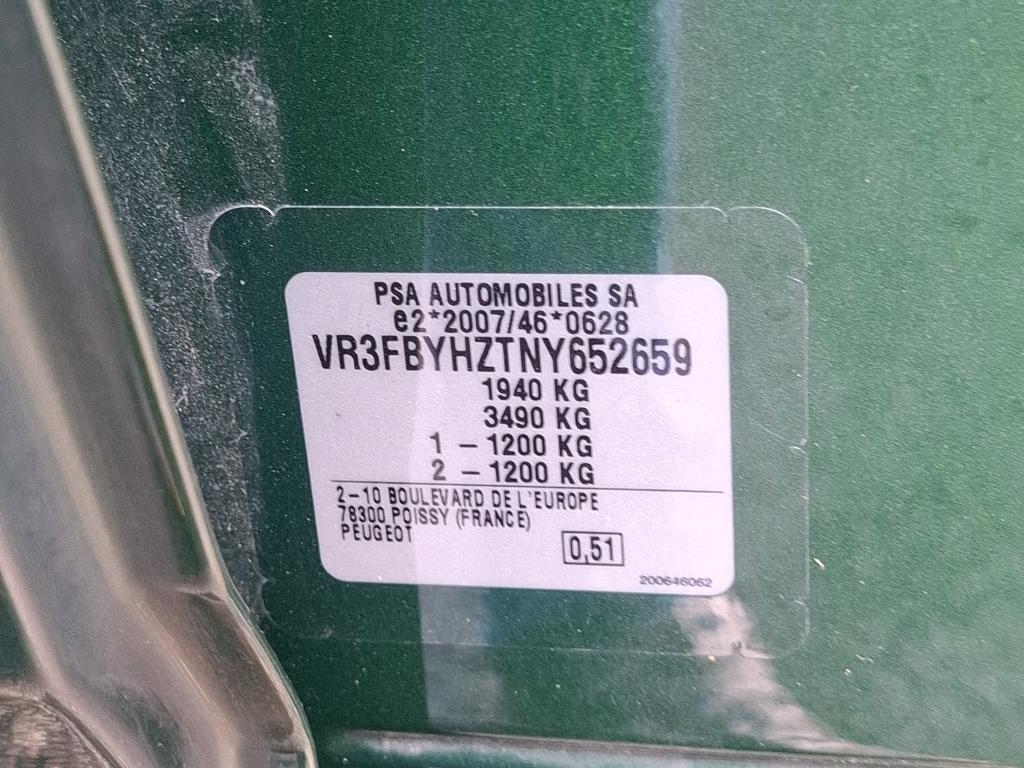 PSA AUTOMOBILES SA
e2*2007/46*0628
VR3FBYHZTNY652659
1940 KG
3490 KG
1 – 1200 KG
2 – 1200 KG
2–10 BOULEVARD DE L'EUROPE
78300 POISSY (FRANCE)
PEUGEOT
0,51
200646062